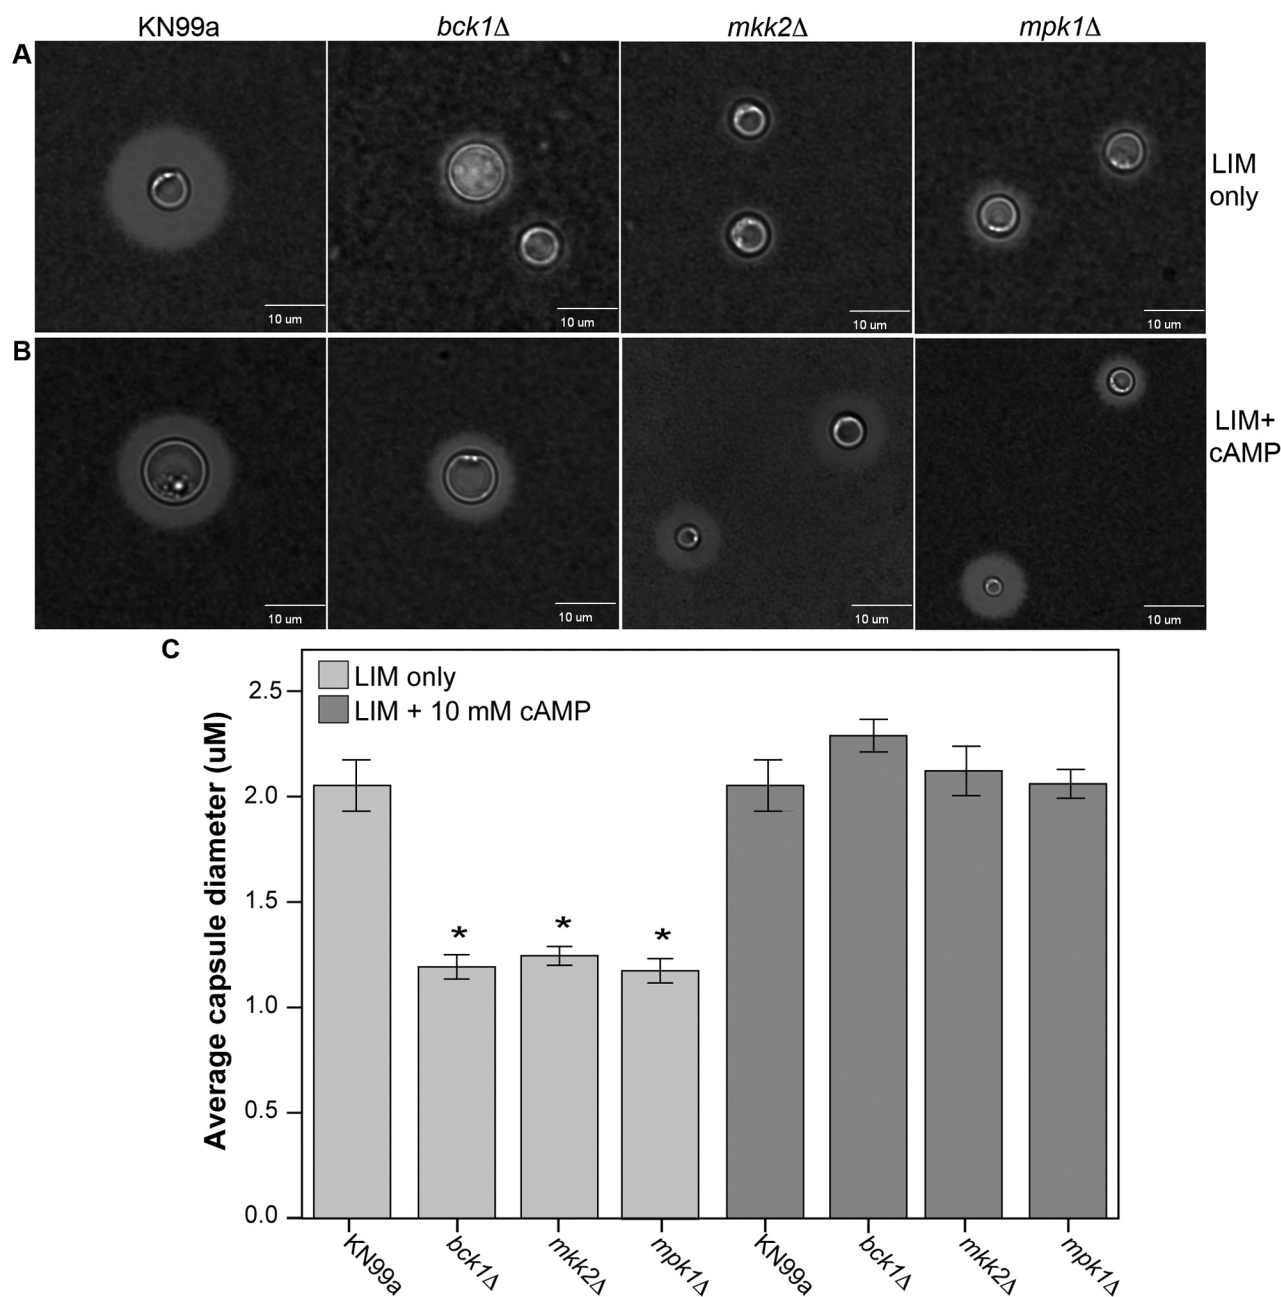 KN99a bck1Δ mkk2Δ mpk1Δ
A
LIM
only
10 um 10 um 10 um 10 um
B
LIM+
cAMP
10 um 10 um 10 um 10 um
C
LIM only
LIM + 10 mM cAMP
Average capsule diameter (uM)
2.5
2.0
1.5
* * *
1.0
0.5
0.0
KN99a bck1Δ mkk2Δ mpk1Δ KN99a bck1Δ mkk2Δ mpk1Δ